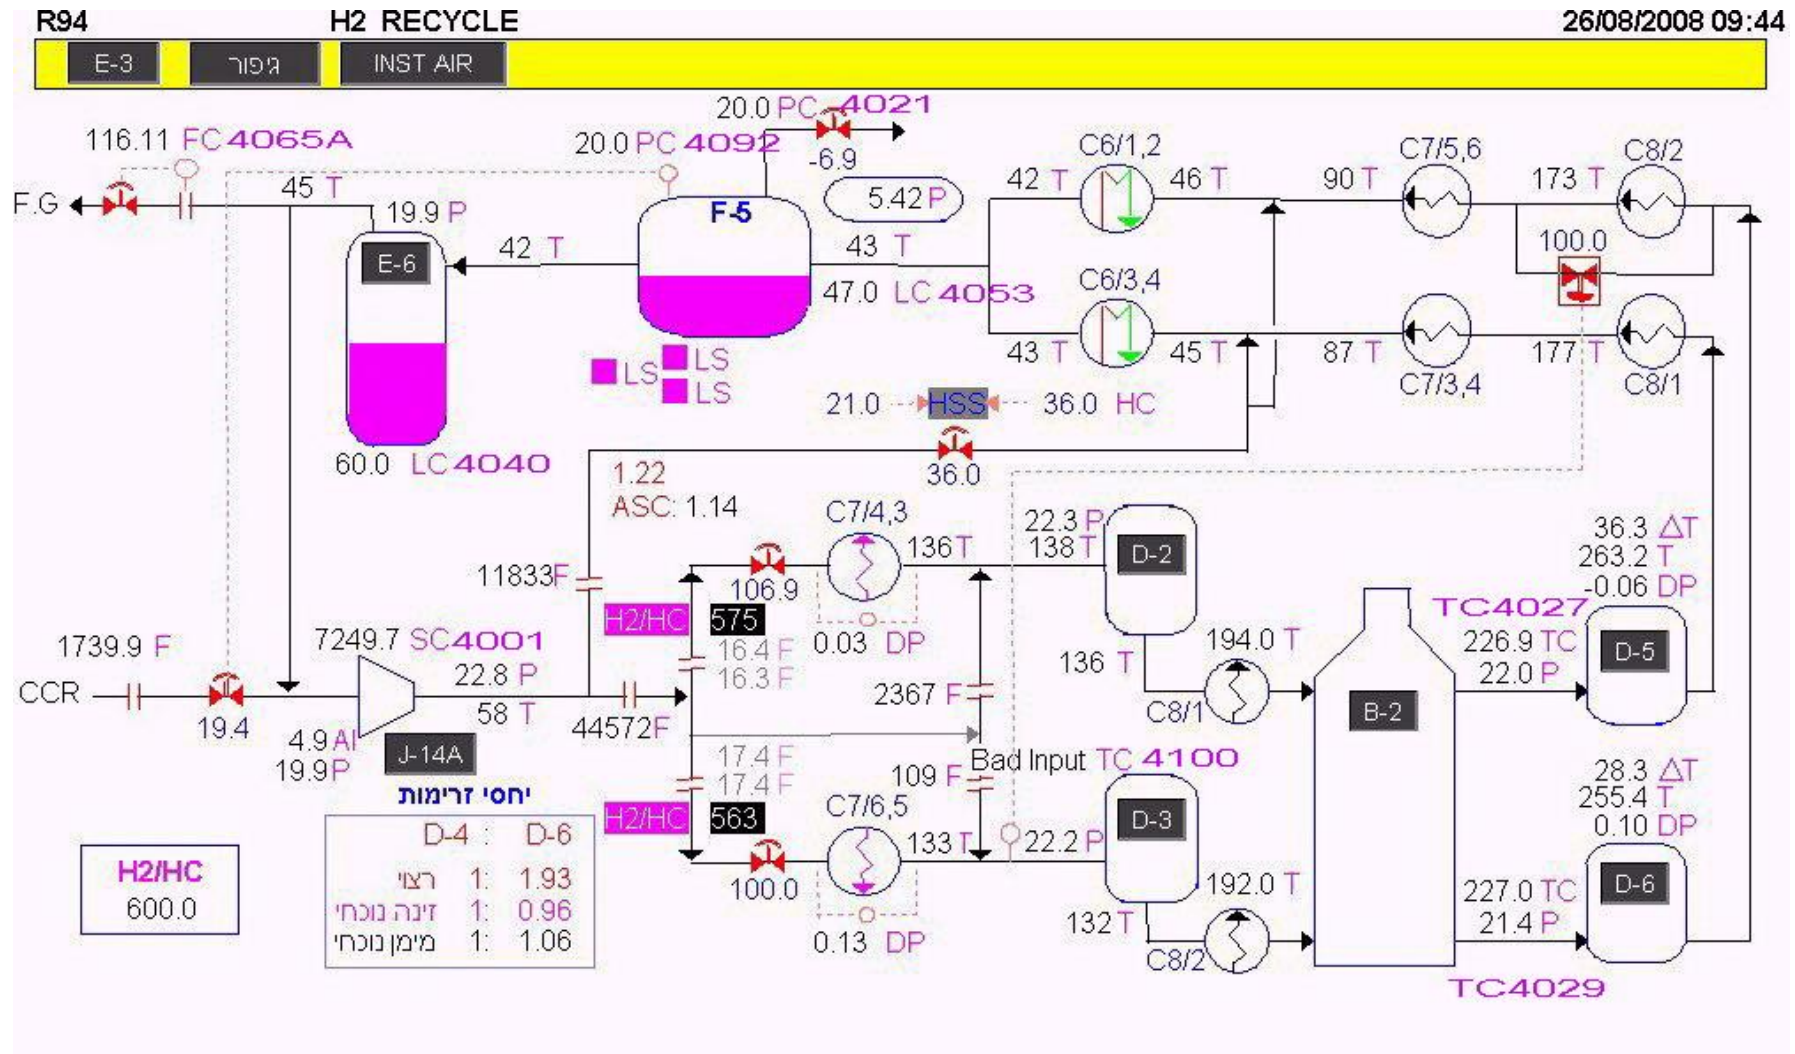 R94 H2 RECYCLE 26/08/2008 09:44
E-3 גיפור INST AIR
20.0 PC 4021
116.11 FC 4065A
20.0 PC 4092
-6.9
C6/1,2
C7/5,6
C8/2
F.G
45 T
19.9 P
F-5
5.42 P
42 T
46 T
90 T
173 T
E-6
42 T
43 T
100.0
47.0 LC 4053
C6/3,4
43 T
45 T
87 T
177 T
LS
LS
LS
C7/3,4
C8/1
21.0 HSS 36.0 HC
60.0 LC 4040
36.0
1.22
ASC: 1.14
C7/4,3
22.3 P
136 T
138 T
D-2
36.3 ΔT
263.2 T
-0.06 DP
11833 F
106.9
H2/HC 575
16.4 F
16.3 F
0.03 DP
TC4027
1739.9 F
7249.7 SC 4001
136 T
194.0 T
226.9 TC
22.0 P
D-5
22.8 P
CCR
58 T
44572 F
2367 F
C8/1
B-2
19.4
4.9 AI
19.9 P
J-14A
17.4 F
17.4 F
Bad Input TC 4100
109 F
28.3 ΔT
255.4 T
0.10 DP
יחסי זרימות
H2/HC 563
C7/6,5
D-3
D-4 : D-6
133 T
22.2 P
H2/HC
600.0
רצוי 1: 1.93
זינה נוכחי 1: 0.96
מימן נוכחי 1: 1.06
100.0
0.13 DP
132 T
192.0 T
C8/2
227.0 TC
21.4 P
D-6
TC4029